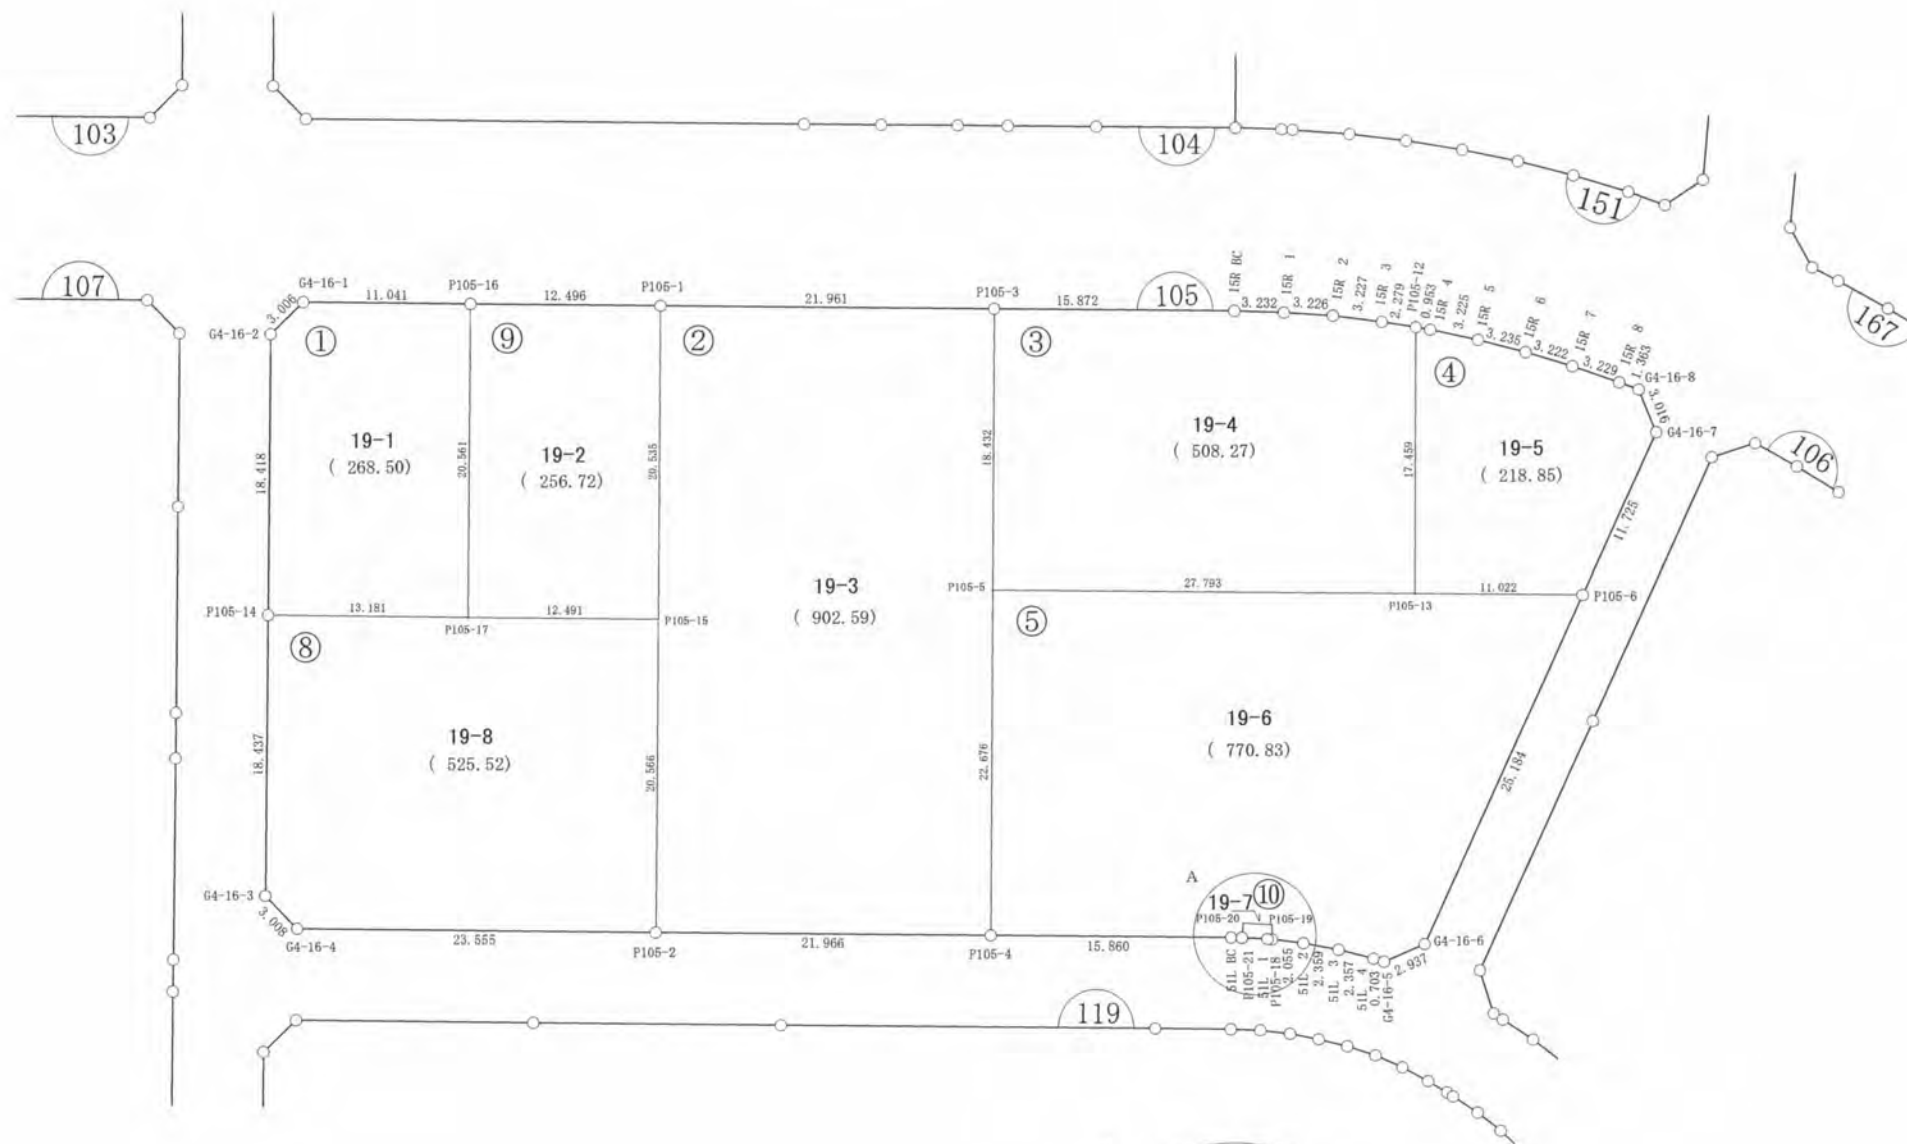 103
104
151
107
105
167
106
119
G4-16-1
P105-16
P105-1
P105-3
15R BC
15R 1
15R 2
15R 3
P105-12
15R 4
15R 5
15R 6
15R 7
15R 8
G4-16-8
3.006
11.041
12.496
21.961
15.872
3.232
3.226
3.227
2.279
0.953
3.225
3.235
3.222
3.229
1.363
3.016
G4-16-2
G4-16-7
①
⑨
②
③
④
19-1
( 268.50)
19-2
( 256.72)
19-4
( 508.27)
19-5
( 218.85)
18.418
20.561
20.535
18.432
17.459
11.725
19-3
( 902.59)
P105-5
27.793
P105-13
11.022
P105-6
P105-14
13.181
P105-17
12.491
P105-15
⑧
⑤
19-8
( 525.52)
19-6
( 770.83)
18.437
20.566
22.676
25.184
A
19-7
⑩
P105-20
P105-19
G4-16-3
3.008
G4-16-4
23.555
P105-2
21.966
P105-4
15.860
51L BC
P105-21
51L 1
P105-18
2.055
51L 2
2.359
51L 3
2.357
51L 4
0.703
G4-16-5
2.937
G4-16-6